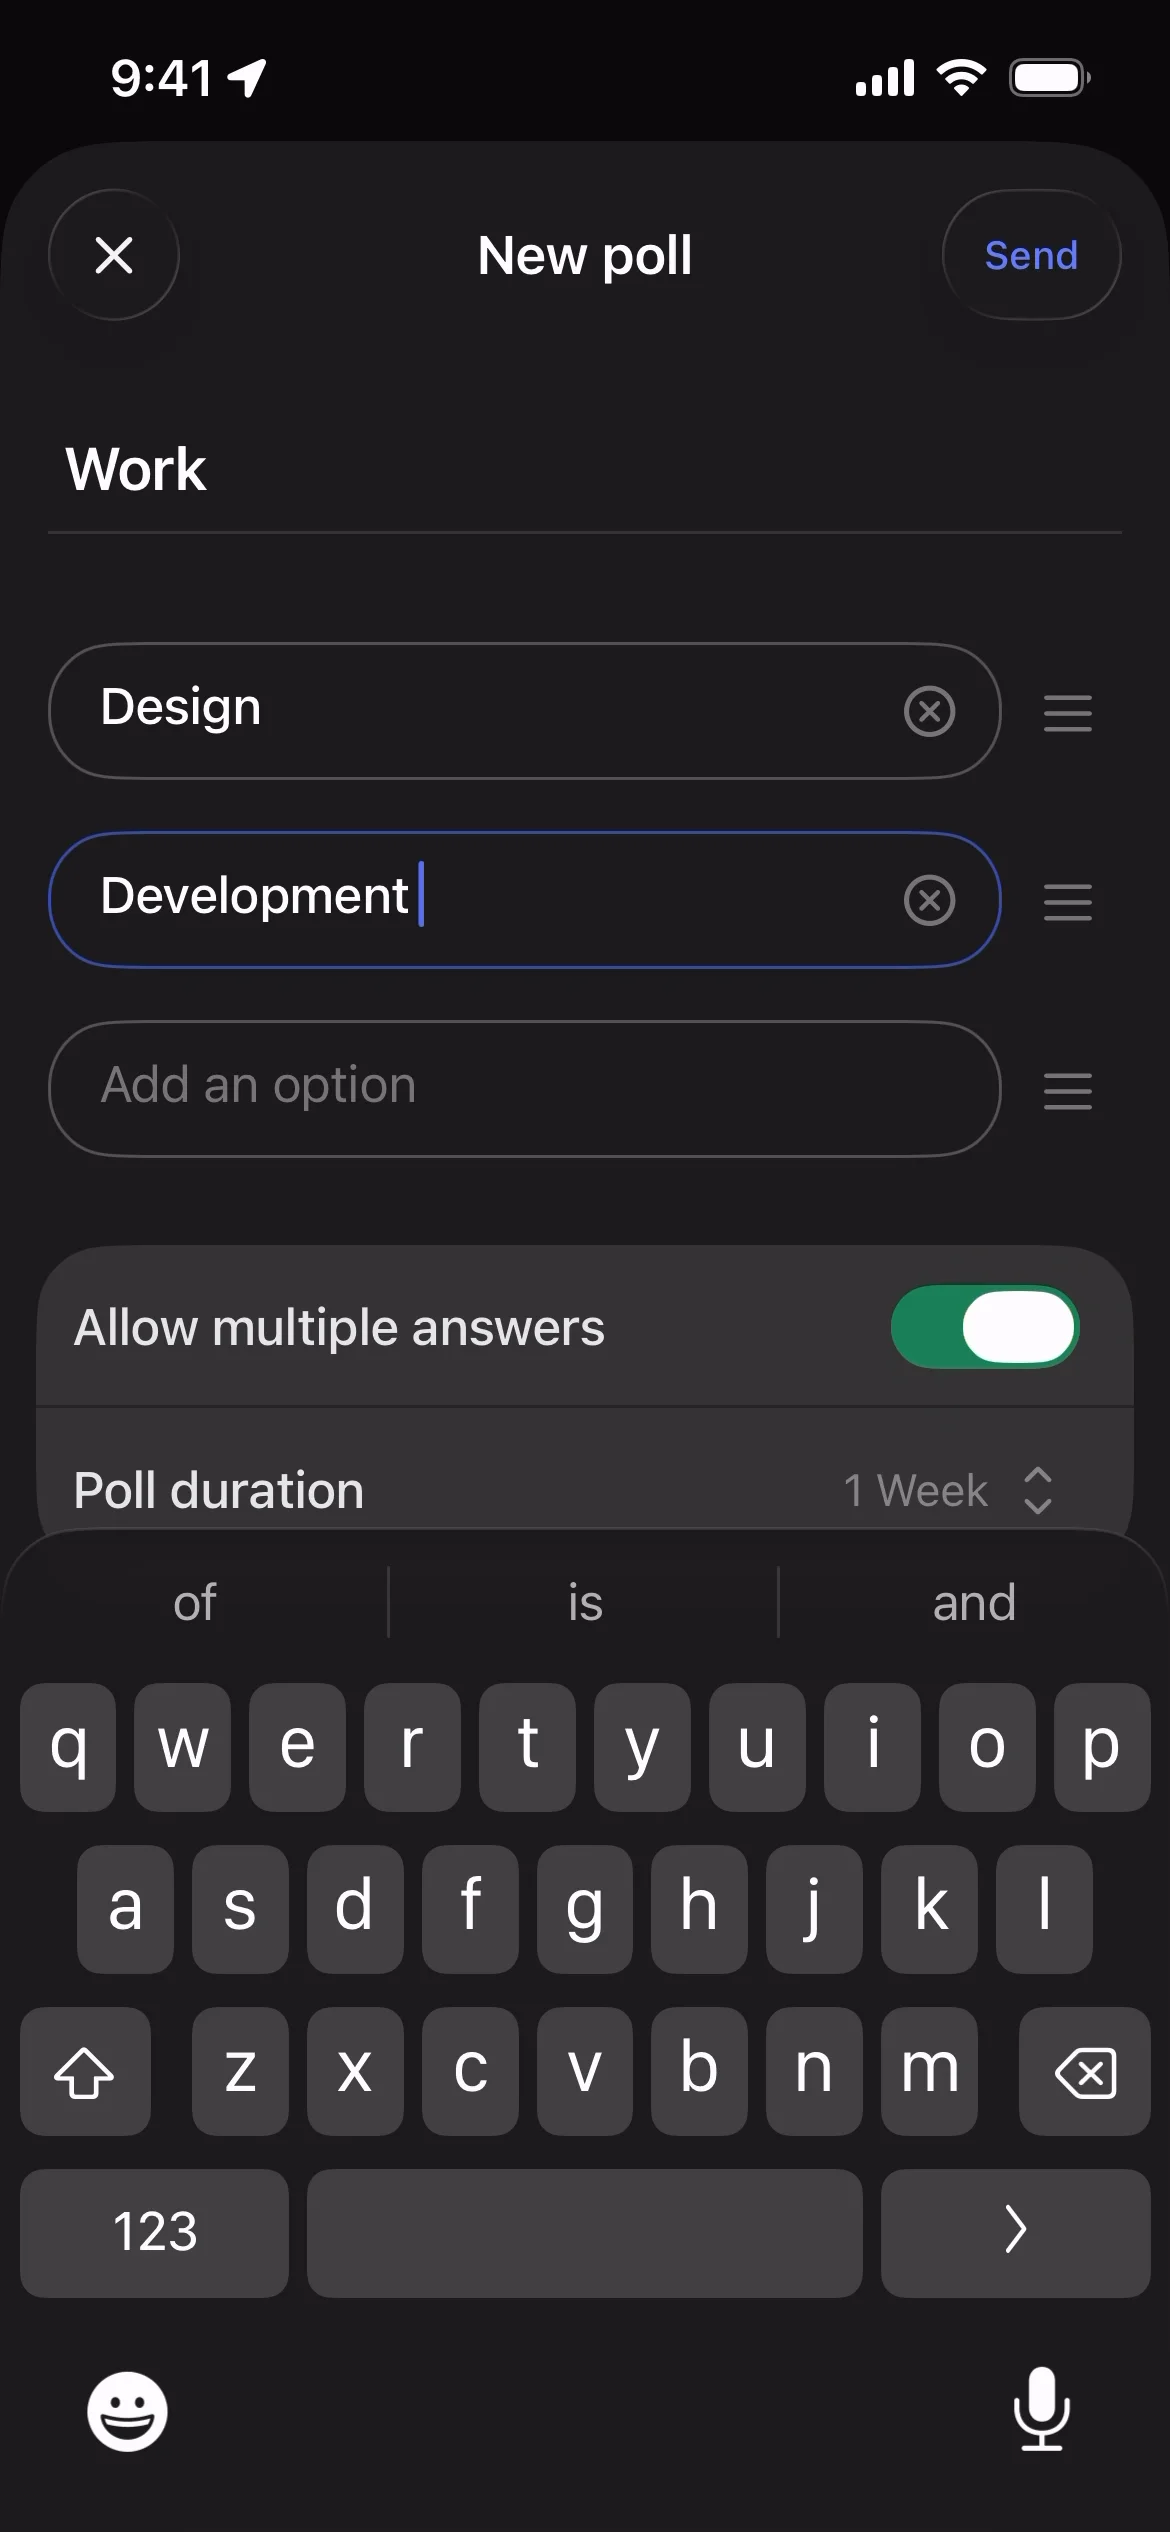 9:41
New poll
Send
Work
Design
Development
Add an option
Allow multiple answers
Poll duration 1 Week
of is and
q w e r t y u i o p
a s d f g h j k l
z x c v b n m
123